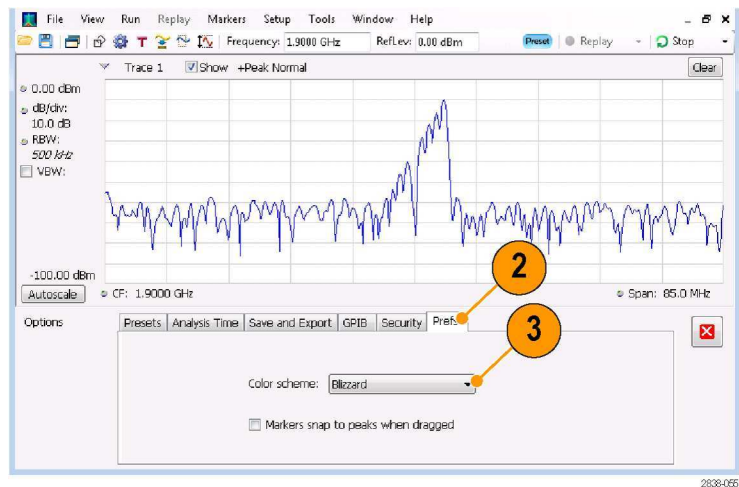 File View Run Replay Markers Setup Tools Window Help
Frequency: 1.9000 GHz RefLev: 0.00 dBm Preset Replay Stop
Trace 1 Show +Peak Normal Clear
0.00 dBm
dB/div:
10.0 dB
RBW:
500 kHz
VBW:
-100.00 dBm
Autoscale CF: 1.9000 GHz Span: 85.0 MHz
2
Options Presets Analysis Time Save and Export GPIB Security Prefs
3
Color scheme: Blizzard
Markers snap to peaks when dragged
2838-055